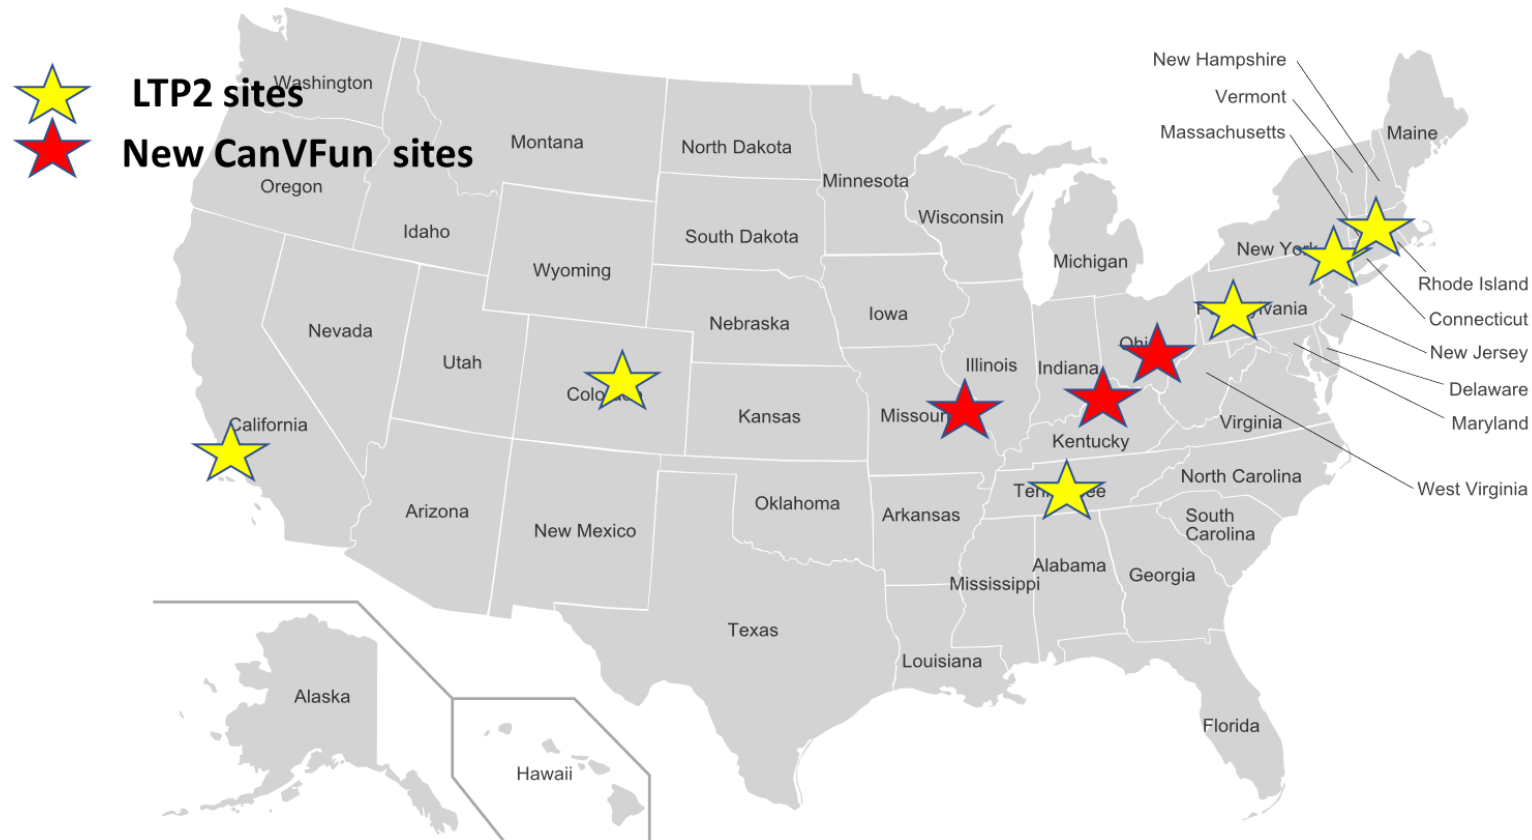 LTP2 sites
New CanVFun sites
Washington
Oregon
Montana
Idaho
Wyoming
North Dakota
South Dakota
Minnesota
Wisconsin
Michigan
New Hampshire
Vermont
Massachusetts
Maine
New York
Rhode Island
Connecticut
New Jersey
Delaware
Maryland
West Virginia
Nevada
Utah
California
Nebraska
Iowa
Illinois
Indiana
Kansas
Kentucky
Virginia
North Carolina
South
Carolina
Arizona
New Mexico
Oklahoma
Arkansas
Mississippi
Alabama
Georgia
Texas
Louisiana
Florida
Alaska
Hawaii